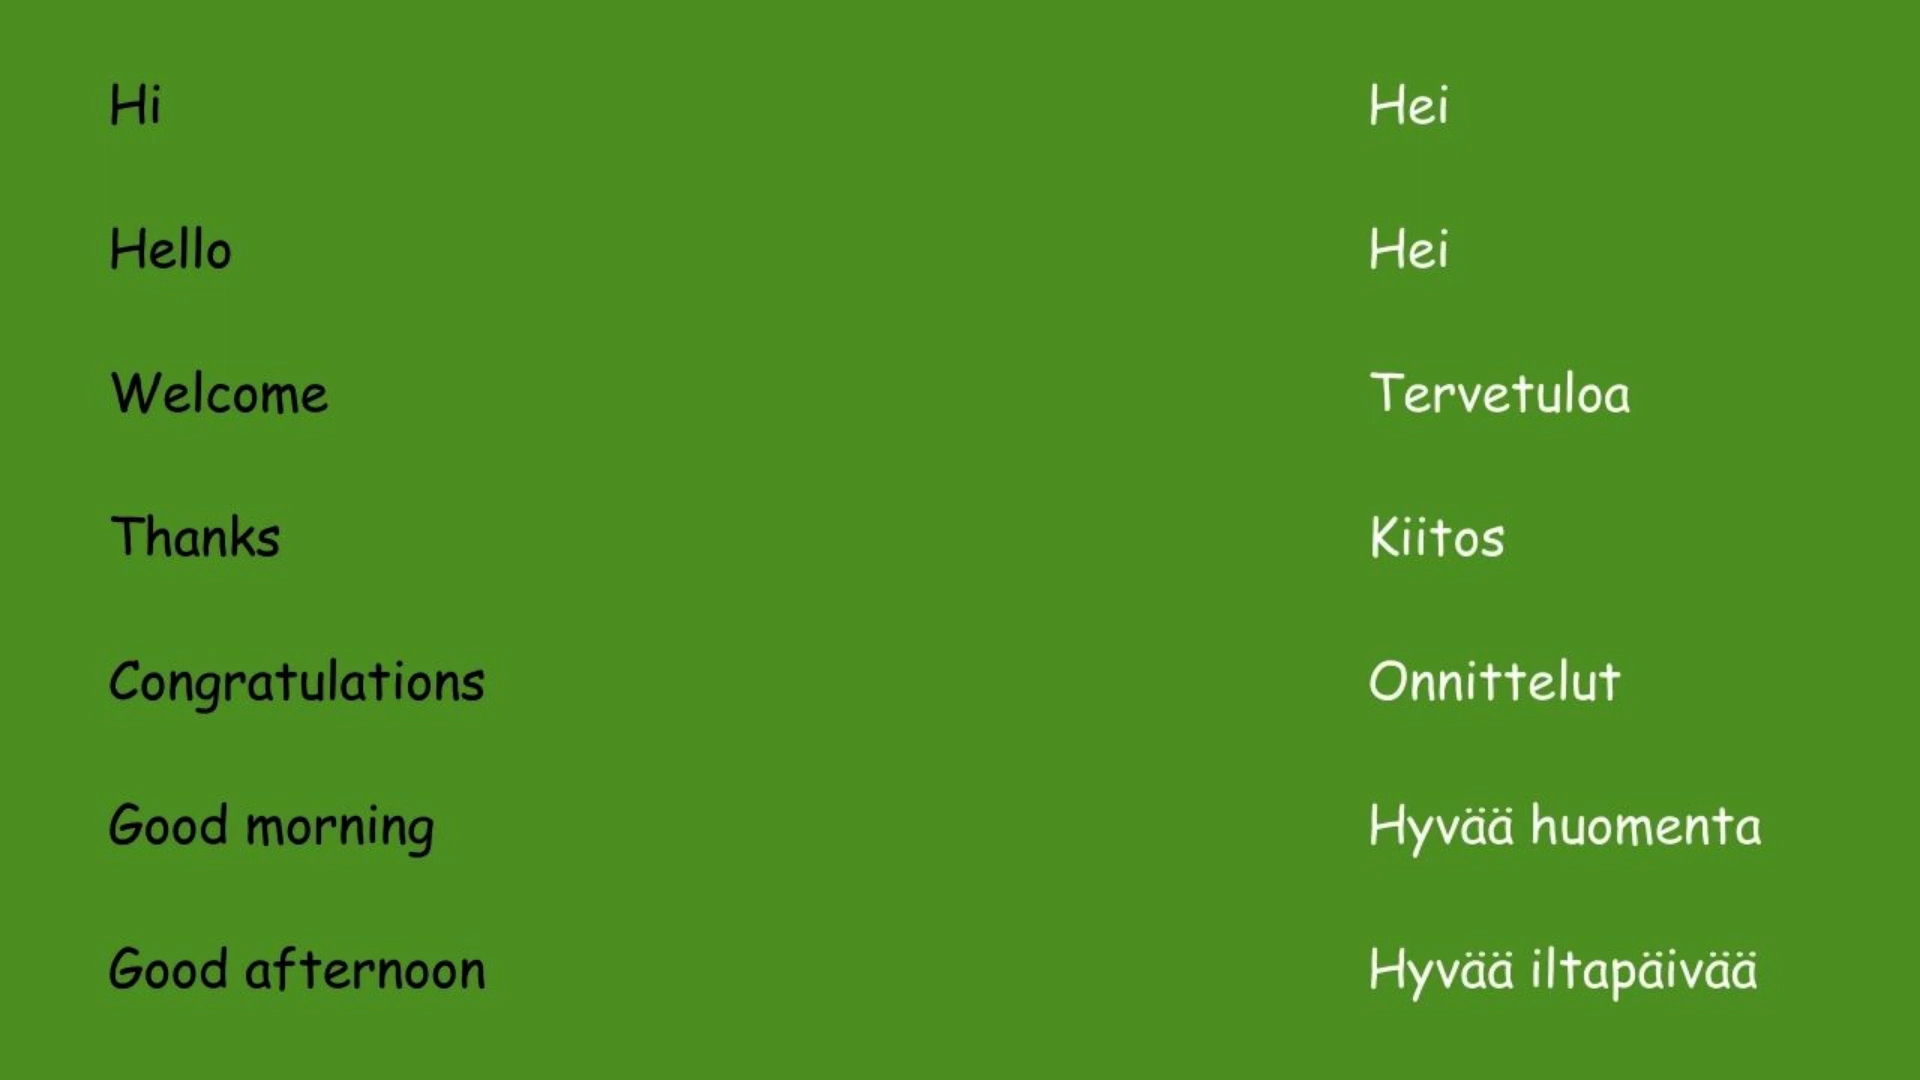 Hi Hei
Hello Hei
Welcome Tervetuloa
Thanks Kiitos
Congratulations Onnittelut
Good morning Hyvää huomenta
Good afternoon Hyvää iltapäivää